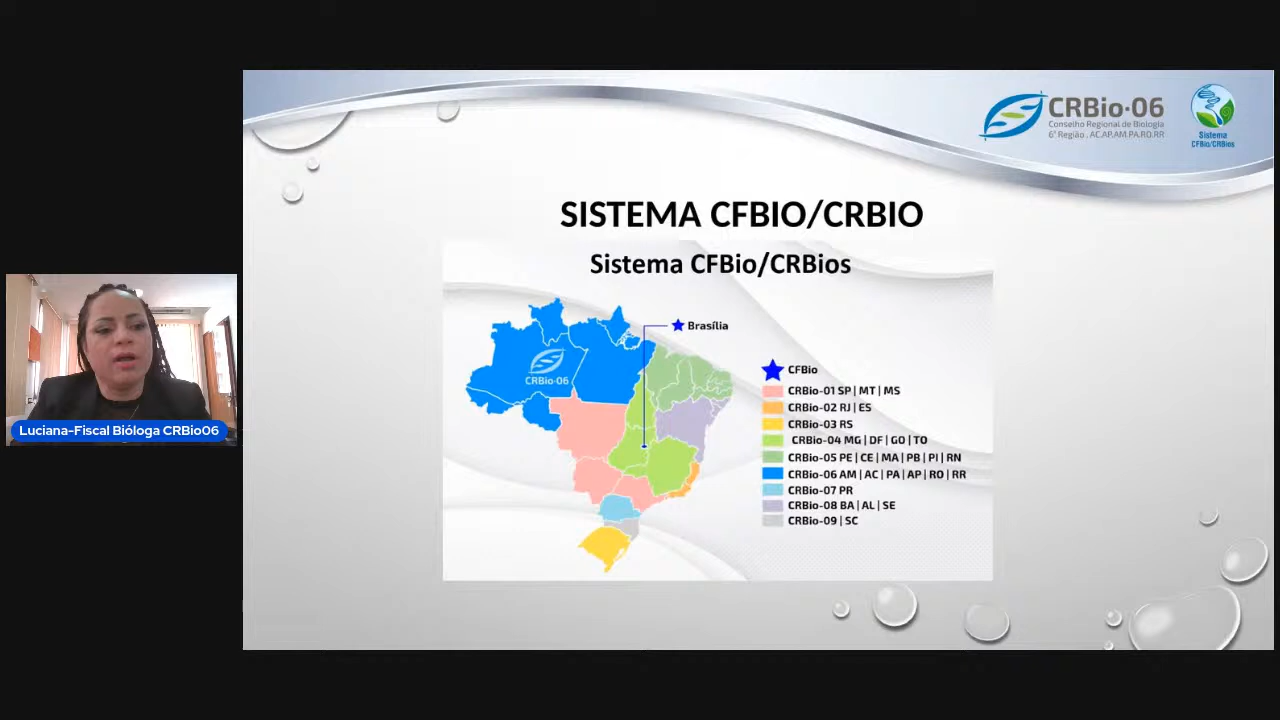 CRBio·06
Conselho Regional de Biologia
6ª Região . AC.AP.AM.PA.RO.RR
Sistema
CFBio/CRBios
SISTEMA CFBIO/CRBIO
Sistema CFBio/CRBios
Brasília
CRBio·06
CFBio
CRBio-01 SP | MT | MS
CRBio-02 RJ | ES
CRBio-03 RS
CRBio-04 MG | DF | GO | TO
CRBio-05 PE | CE | MA | PB | PI | RN
CRBio-06 AM | AC | PA | AP | RO | RR
CRBio-07 PR
CRBio-08 BA | AL | SE
CRBio-09 | SC
Luciana-Fiscal Bióloga CRBio06